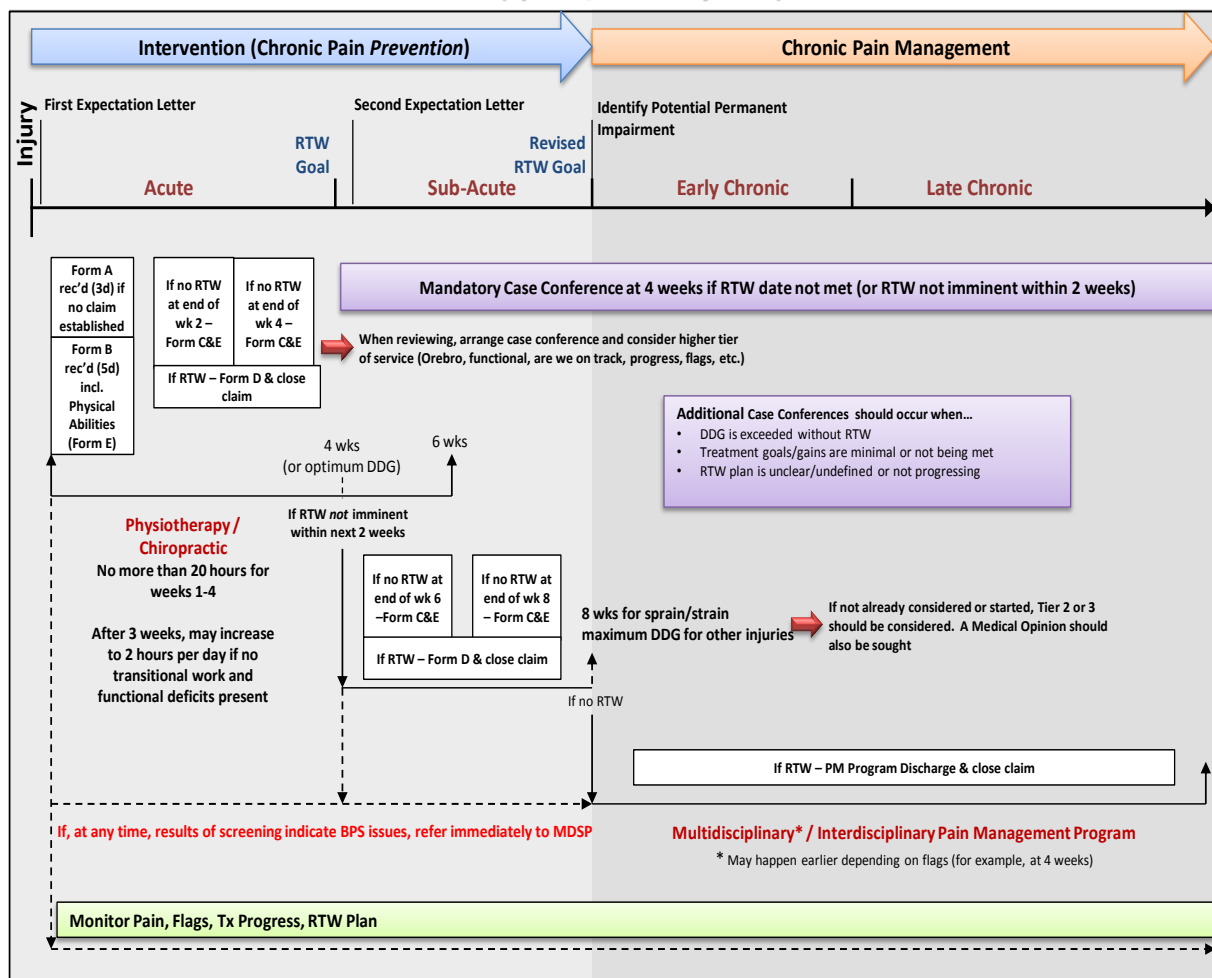 Intervention (Chronic Pain Prevention)
Chronic Pain Management
Injury
First Expectation Letter
Second Expectation Letter
Identify Potential Permanent
Impairment
RTW
Goal
Revised
RTW Goal
Acute
Sub-Acute
Early Chronic
Late Chronic
Form A
rec'd (3d) if
no claim
established
Form B
rec'd (5d)
incl.
Physical
Abilities
(Form E)
If no RTW
at end of
wk 2 –
Form C&E
If no RTW
at end of
wk 4 –
Form C&E
If RTW – Form D & close
claim
Mandatory Case Conference at 4 weeks if RTW date not met (or RTW not imminent within 2 weeks)
When reviewing, arrange case conference and consider higher tier
of service (Orebro, functional, are we on track, progress, flags, etc.)
Additional Case Conferences should occur when…
• DDG is exceeded without RTW
• Treatment goals/gains are minimal or not being met
• RTW plan is unclear/undefined or not progressing
4 wks
(or optimum DDG)
6 wks
Physiotherapy /
Chiropractic
No more than 20 hours for
weeks 1-4
After 3 weeks, may increase
to 2 hours per day if no
transitional work and
functional deficits present
If RTW not imminent
within next 2 weeks
If no RTW at
end of wk 6
–Form C&E
If no RTW at
end of wk 8
– Form C&E
If RTW – Form D & close claim
8 wks for sprain/strain
maximum DDG for other injuries
If not already considered or started, Tier 2 or 3
should be considered. A Medical Opinion should
also be sought
If no RTW
If RTW – PM Program Discharge & close claim
If, at any time, results of screening indicate BPS issues, refer immediately to MDSP
Multidisciplinary* / Interdisciplinary Pain Management Program
* May happen earlier depending on flags (for example, at 4 weeks)
Monitor Pain, Flags, Tx Progress, RTW Plan